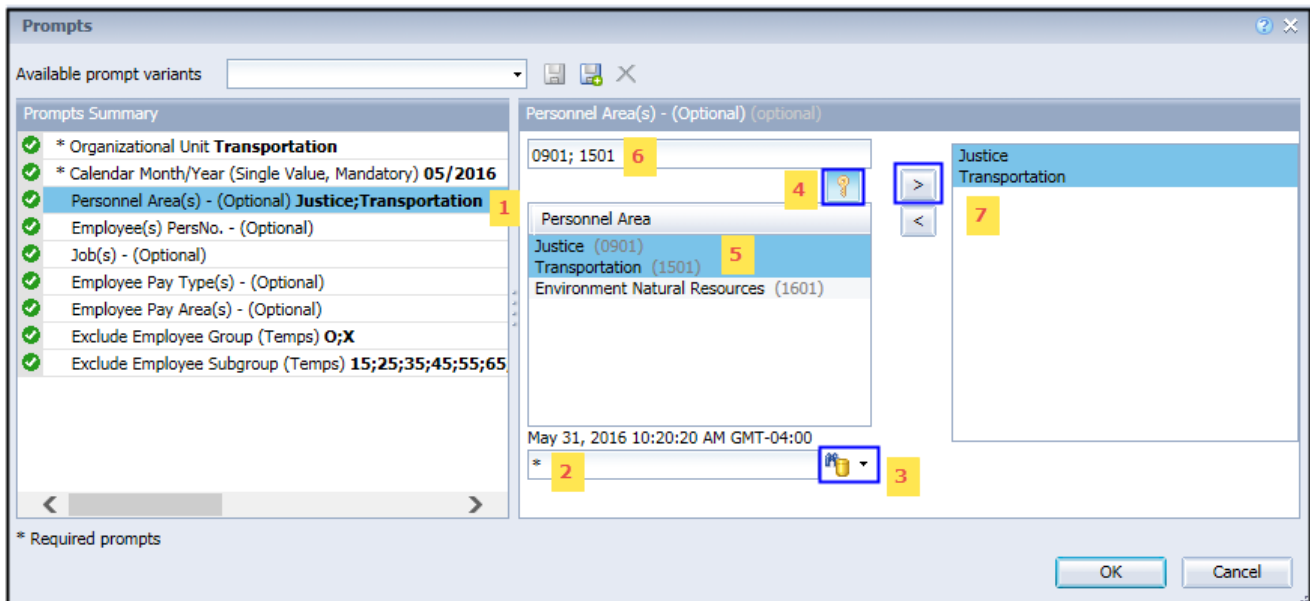 Prompts
Available prompt variants
Prompts Summary
* Organizational Unit Transportation
* Calendar Month/Year (Single Value, Mandatory) 05/2016
Personnel Area(s) - (Optional) Justice;Transportation 1
Employee(s) PersNo. - (Optional)
Job(s) - (Optional)
Employee Pay Type(s) - (Optional)
Employee Pay Area(s) - (Optional)
Exclude Employee Group (Temps) O;X
Exclude Employee Subgroup (Temps) 15;25;35;45;55;65
Personnel Area(s) - (Optional) (optional)
0901; 1501 6
4
Personnel Area
Justice (0901)
5
Transportation (1501)
Environment Natural Resources (1601)
May 31, 2016 10:20:20 AM GMT-04:00
* 2
3
>
<
7
Justice
Transportation
* Required prompts
OK Cancel